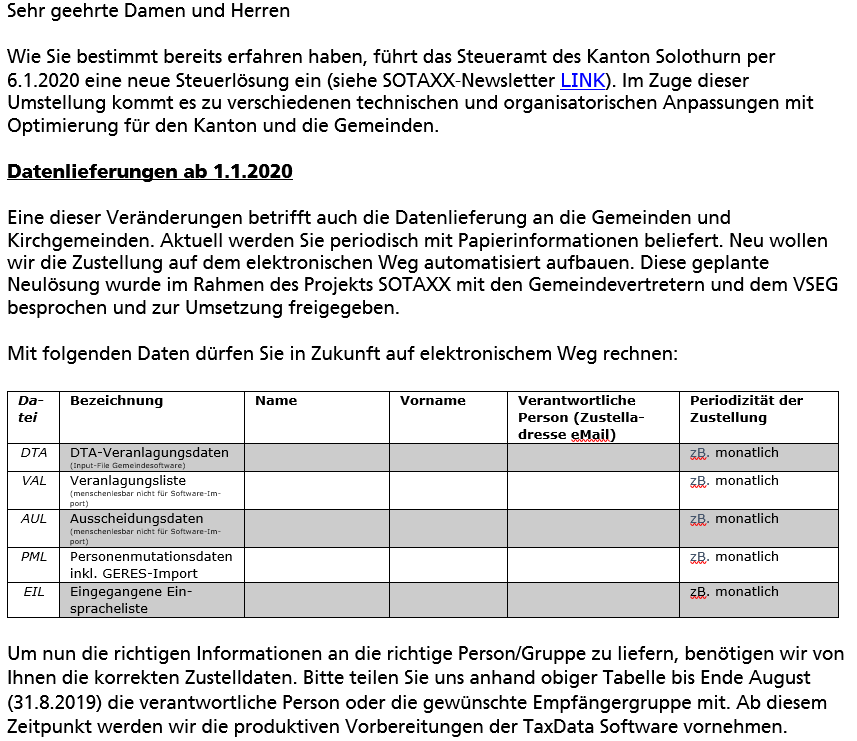 Sehr geehrte Damen und Herren
Wie Sie bestimmt bereits erfahren haben, führt das Steueramt des Kanton Solothurn per
6.1.2020 eine neue Steuerlösung ein (siehe SOTAXX-Newsletter LINK). Im Zuge dieser
Umstellung kommt es zu verschiedenen technischen und organisatorischen Anpassungen mit
Optimierung für den Kanton und die Gemeinden.
Datenlieferungen ab 1.1.2020
Eine dieser Veränderungen betrifft auch die Datenlieferung an die Gemeinden und
Kirchgemeinden. Aktuell werden Sie periodisch mit Papierinformationen beliefert. Neu wollen
wir die Zustellung auf dem elektronischen Weg automatisiert aufbauen. Diese geplante
Neulösung wurde im Rahmen des Projekts SOTAXX mit den Gemeindevertretern und dem VSEG
besprochen und zur Umsetzung freigegeben.
Mit folgenden Daten dürfen Sie in Zukunft auf elektronischem Weg rechnen:
Da- Bezeichnung Name Vorname Verantwortliche Periodizität der
tei Person (Zustella- Zustellung
dresse eMail)
DTA DTA-Veranlagungsdaten zB. monatlich
(Input-File Gemeindesoftware)
VAL Veranlagungsliste zB. monatlich
(menschenlesbar nicht für Software-Im-
port)
AUL Ausscheidungsdaten zB. monatlich
(menschenlesbar nicht für Software-Im-
port)
PML Personenmutationsdaten zB. monatlich
inkl. GERES-Import
EIL Eingegangene Ein- zB. monatlich
spracheliste
Um nun die richtigen Informationen an die richtige Person/Gruppe zu liefern, benötigen wir von
Ihnen die korrekten Zustelldaten. Bitte teilen Sie uns anhand obiger Tabelle bis Ende August
(31.8.2019) die verantwortliche Person oder die gewünschte Empfängergruppe mit. Ab diesem
Zeitpunkt werden wir die produktiven Vorbereitungen der TaxData Software vornehmen.